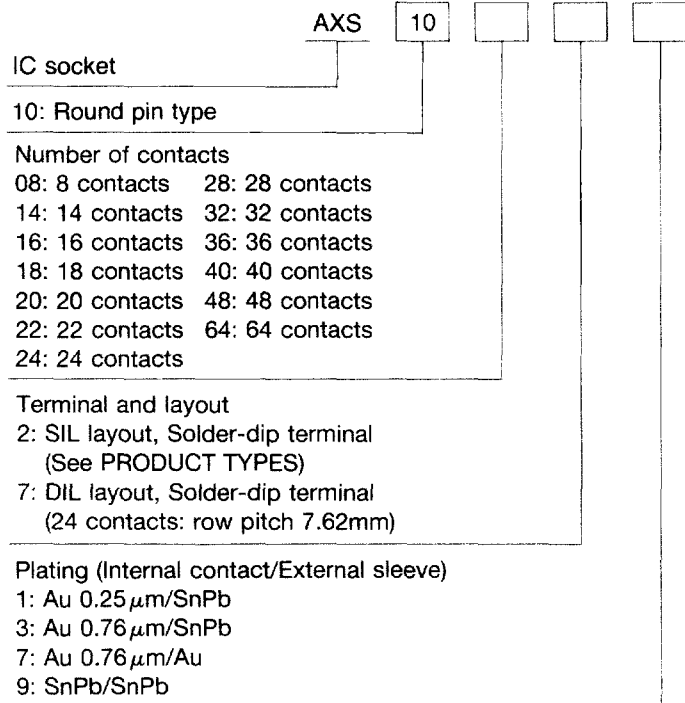 AXS 10
IC socket
10: Round pin type
Number of contacts
08: 8 contacts 28: 28 contacts
14: 14 contacts 32: 32 contacts
16: 16 contacts 36: 36 contacts
18: 18 contacts 40: 40 contacts
20: 20 contacts 48: 48 contacts
22: 22 contacts 64: 64 contacts
24: 24 contacts
Terminal and layout
2: SIL layout, Solder-dip terminal
(See PRODUCT TYPES)
7: DIL layout, Solder-dip terminal
(24 contacts: row pitch 7.62mm)
Plating (Internal contact/External sleeve)
1: Au 0.25μm/SnPb
3: Au 0.76μm/SnPb
7: Au 0.76μm/Au
9: SnPb/SnPb